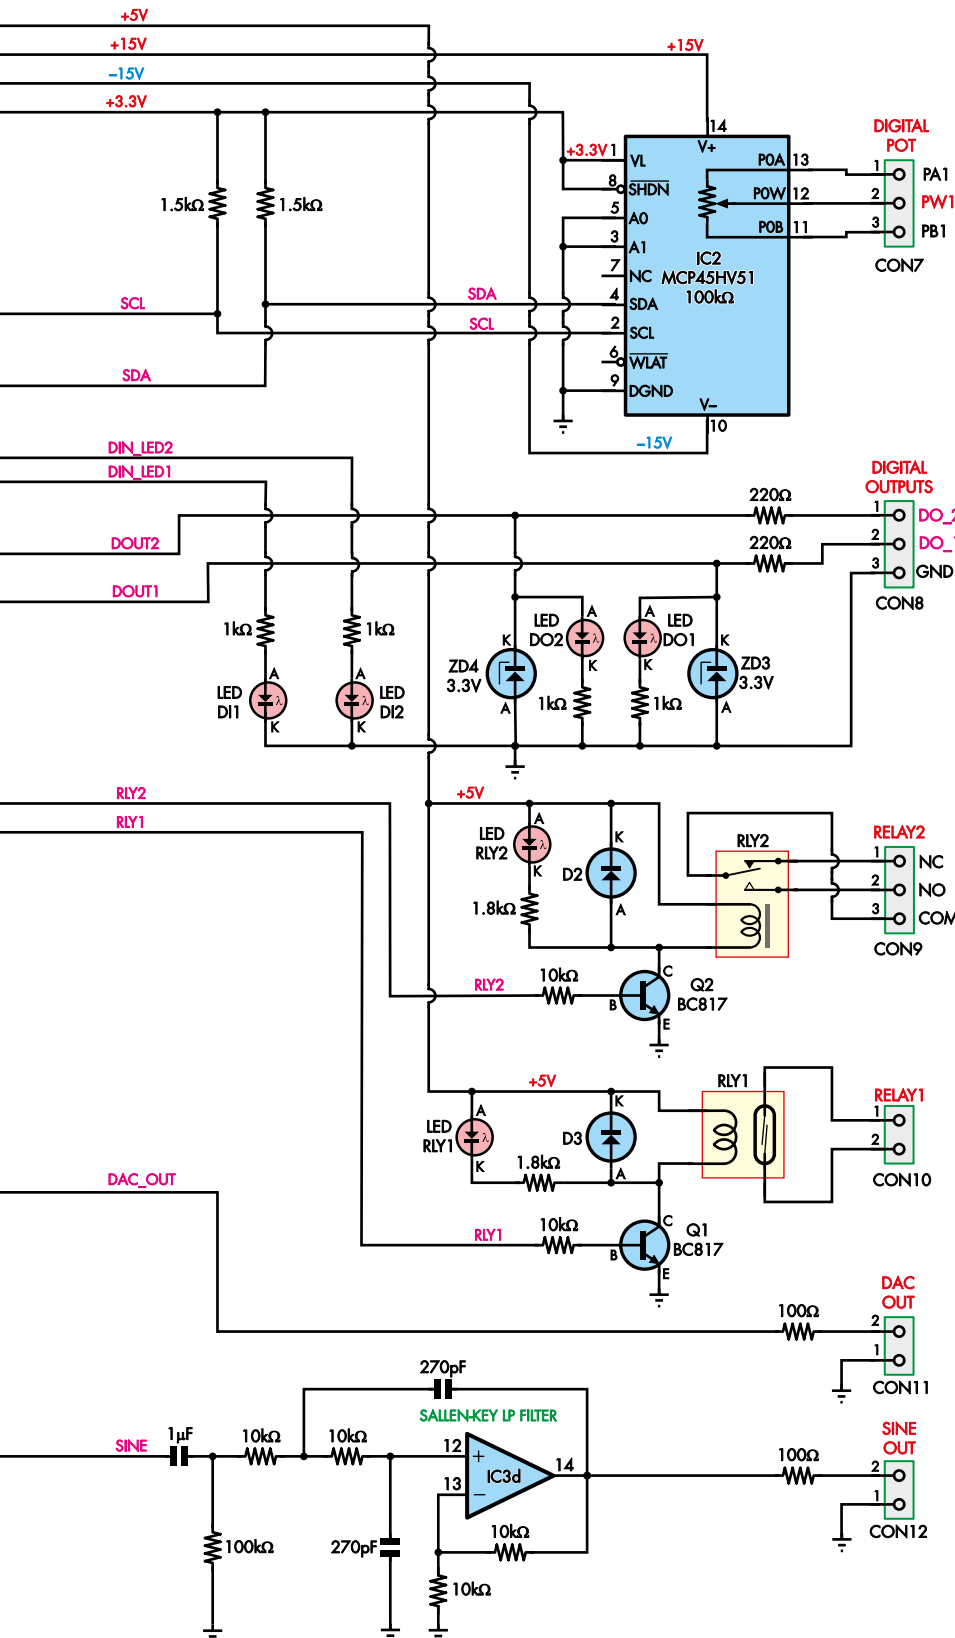 +5V
+15V
+15V
–15V
+3.3V
14
V+
DIGITAL
POT
+3.3V
1
VL
P0A
13
1
PA1
8
SHDN
1.5kΩ
1.5kΩ
P0W
12
2
PW1
5
A0
P0B
11
3
PB1
3
A1
IC2
MCP45HV51
100kΩ
CON7
7
NC
SCL
SDA
4
SDA
SCL
2
SCL
6
WLAT
SDA
9
DGND
V–
10
–15V
DIN_LED2
DIN_LED1
DIGITAL
OUTPUTS
220Ω
1
DO_2
DOUT2
220Ω
2
DO_1
3
GND
DOUT1
CON8
1kΩ
1kΩ
A
LED
DO2
K
A
LED
DO1
K
K
ZD4
3.3V
A
K
ZD3
3.3V
A
1kΩ
1kΩ
A
LED
DI1
K
A
LED
DI2
K
RLY2
+5V
RLY1
A
LED
RLY2
K
K
D2
A
RLY2
RELAY2
1
NC
2
NO
3
COM
1.8kΩ
CON9
RLY2
10kΩ
B
C
Q2
BC817
E
+5V
RLY1
A
LED
RLY1
K
K
D3
A
RELAY1
1
2
CON10
1.8kΩ
DAC_OUT
RLY1
10kΩ
B
C
Q1
BC817
E
DAC
OUT
100Ω
2
1
CON11
270pF
SALLEN-KEY LP FILTER
SINE
1µF
10kΩ
10kΩ
12
+
IC3d
14
13
–
SINE
OUT
100Ω
2
1
CON12
100kΩ
270pF
10kΩ
10kΩ